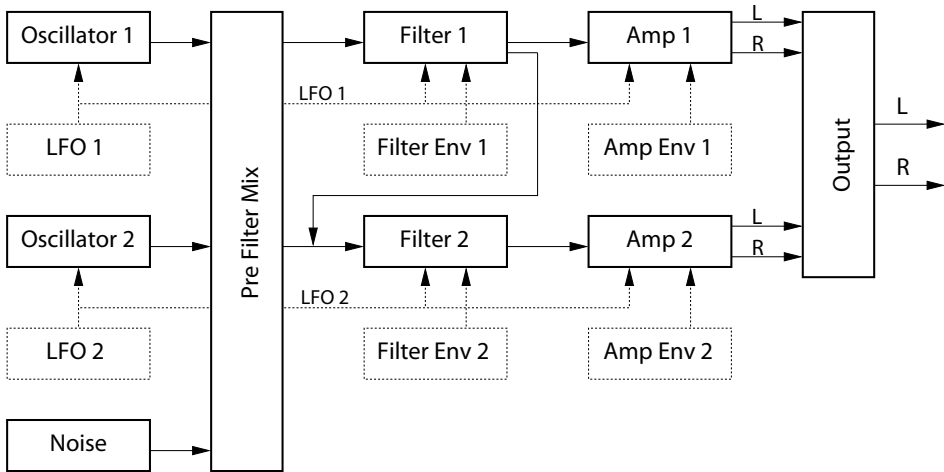 Oscillator 1
Filter 1
Amp 1
L
R
LFO 1
LFO 1
Filter Env 1
Amp Env 1
Pre Filter Mix
Output
L
R
Oscillator 2
Filter 2
Amp 2
L
R
LFO 2
LFO 2
Filter Env 2
Amp Env 2
Noise